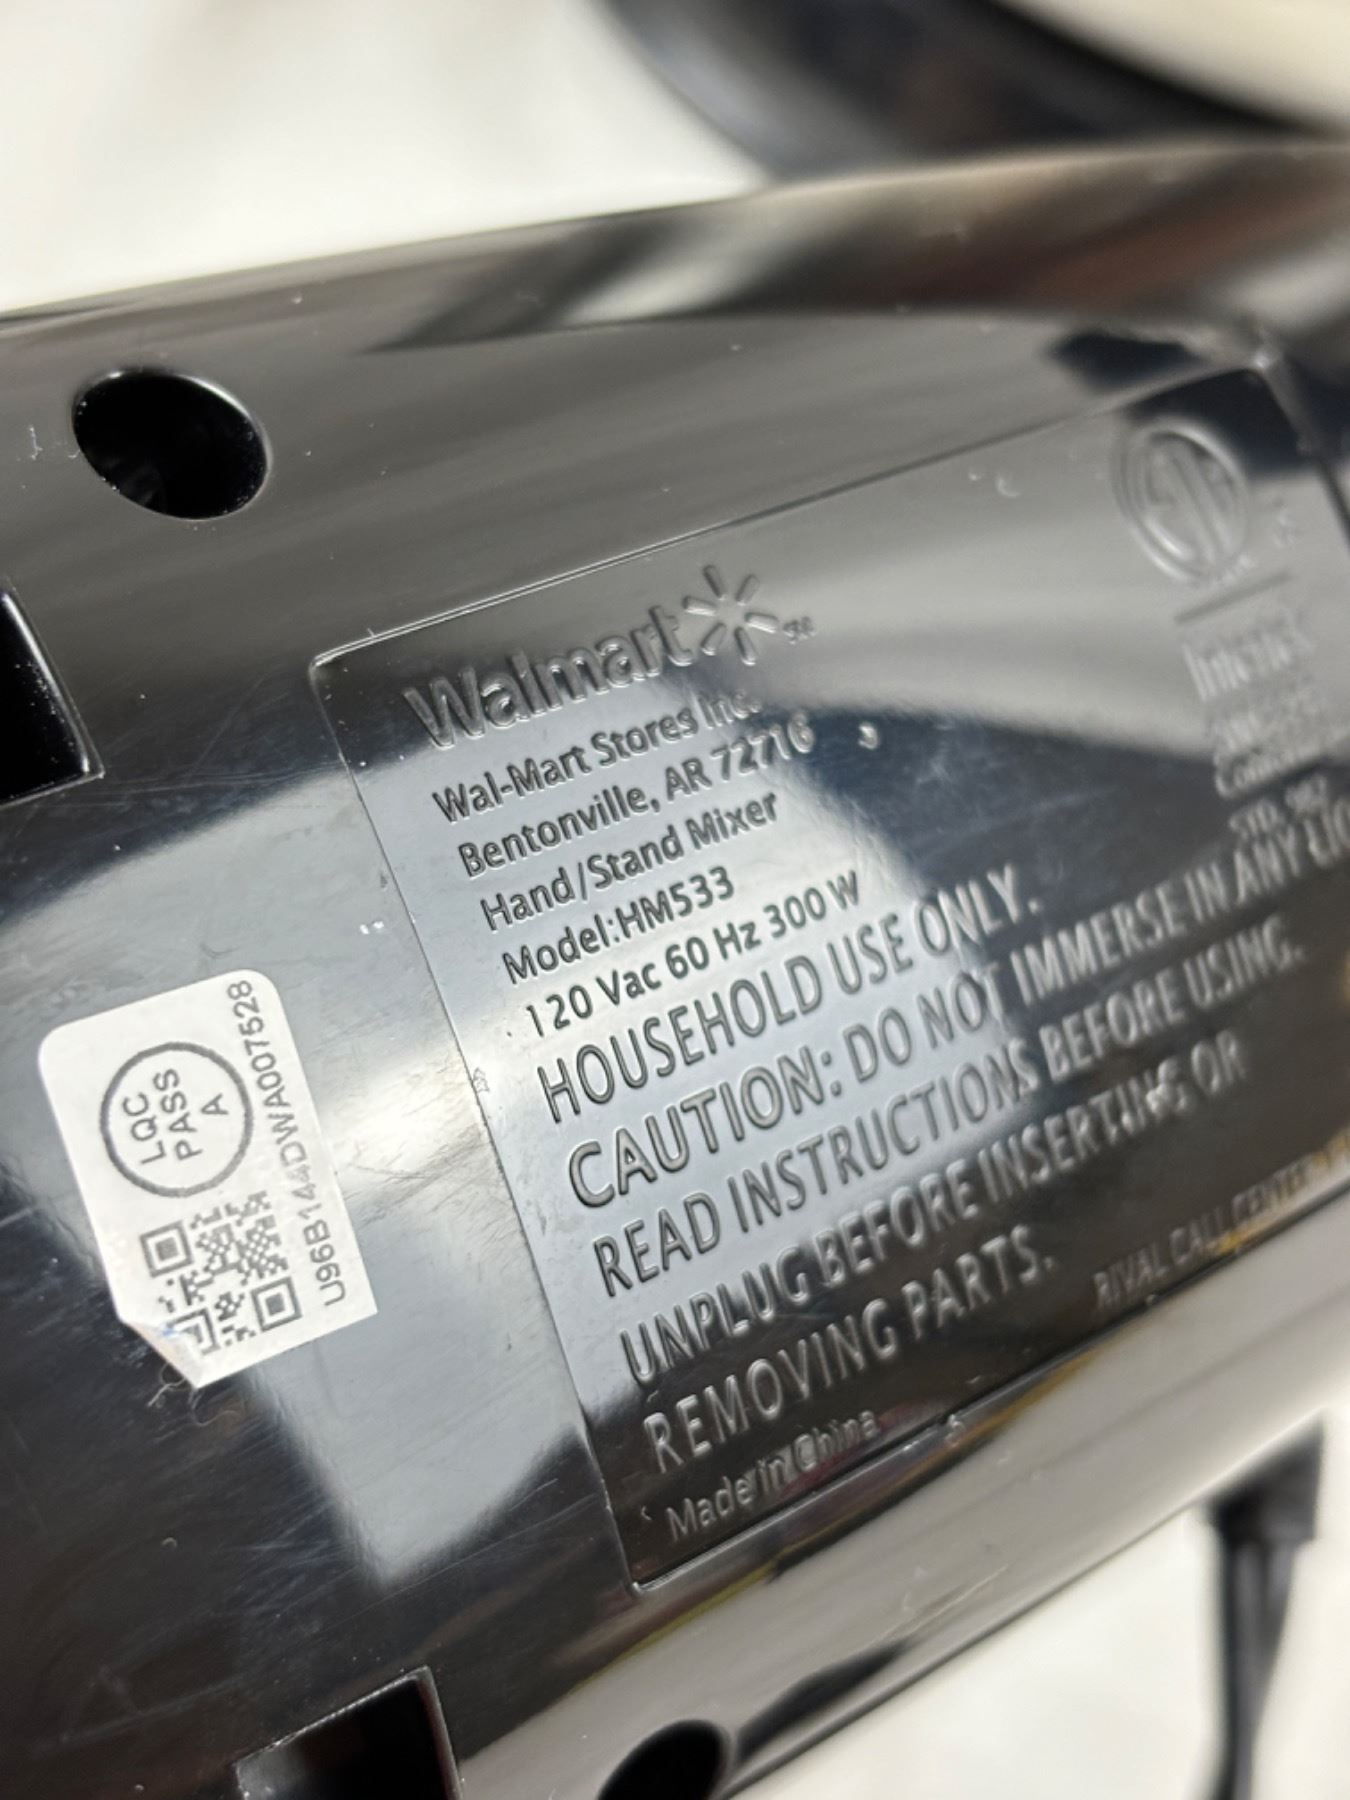 Walmart
Wal-Mart Stores Inc.
Bentonville, AR 72716
Hand/Stand Mixer
Model:HM533
120 Vac 60 Hz 300 W
HOUSEHOLD USE ONLY.
CAUTION: DO NOT IMMERSE IN ANY
READ INSTRUCTIONS BEFORE USING.
UNPLUG BEFORE INSERTING OR
REMOVING PARTS.
Made in China
RIVAL CALL CENTER
Intertek
LQC
PASS
A
U96B144DWA007528